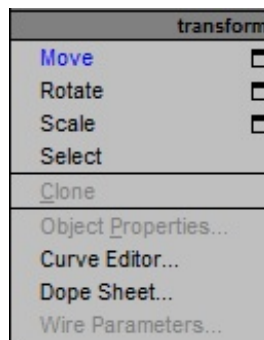 transform
Move
Rotate
Scale
Select
Clone
Object Properties...
Curve Editor...
Dope Sheet...
Wire Parameters...